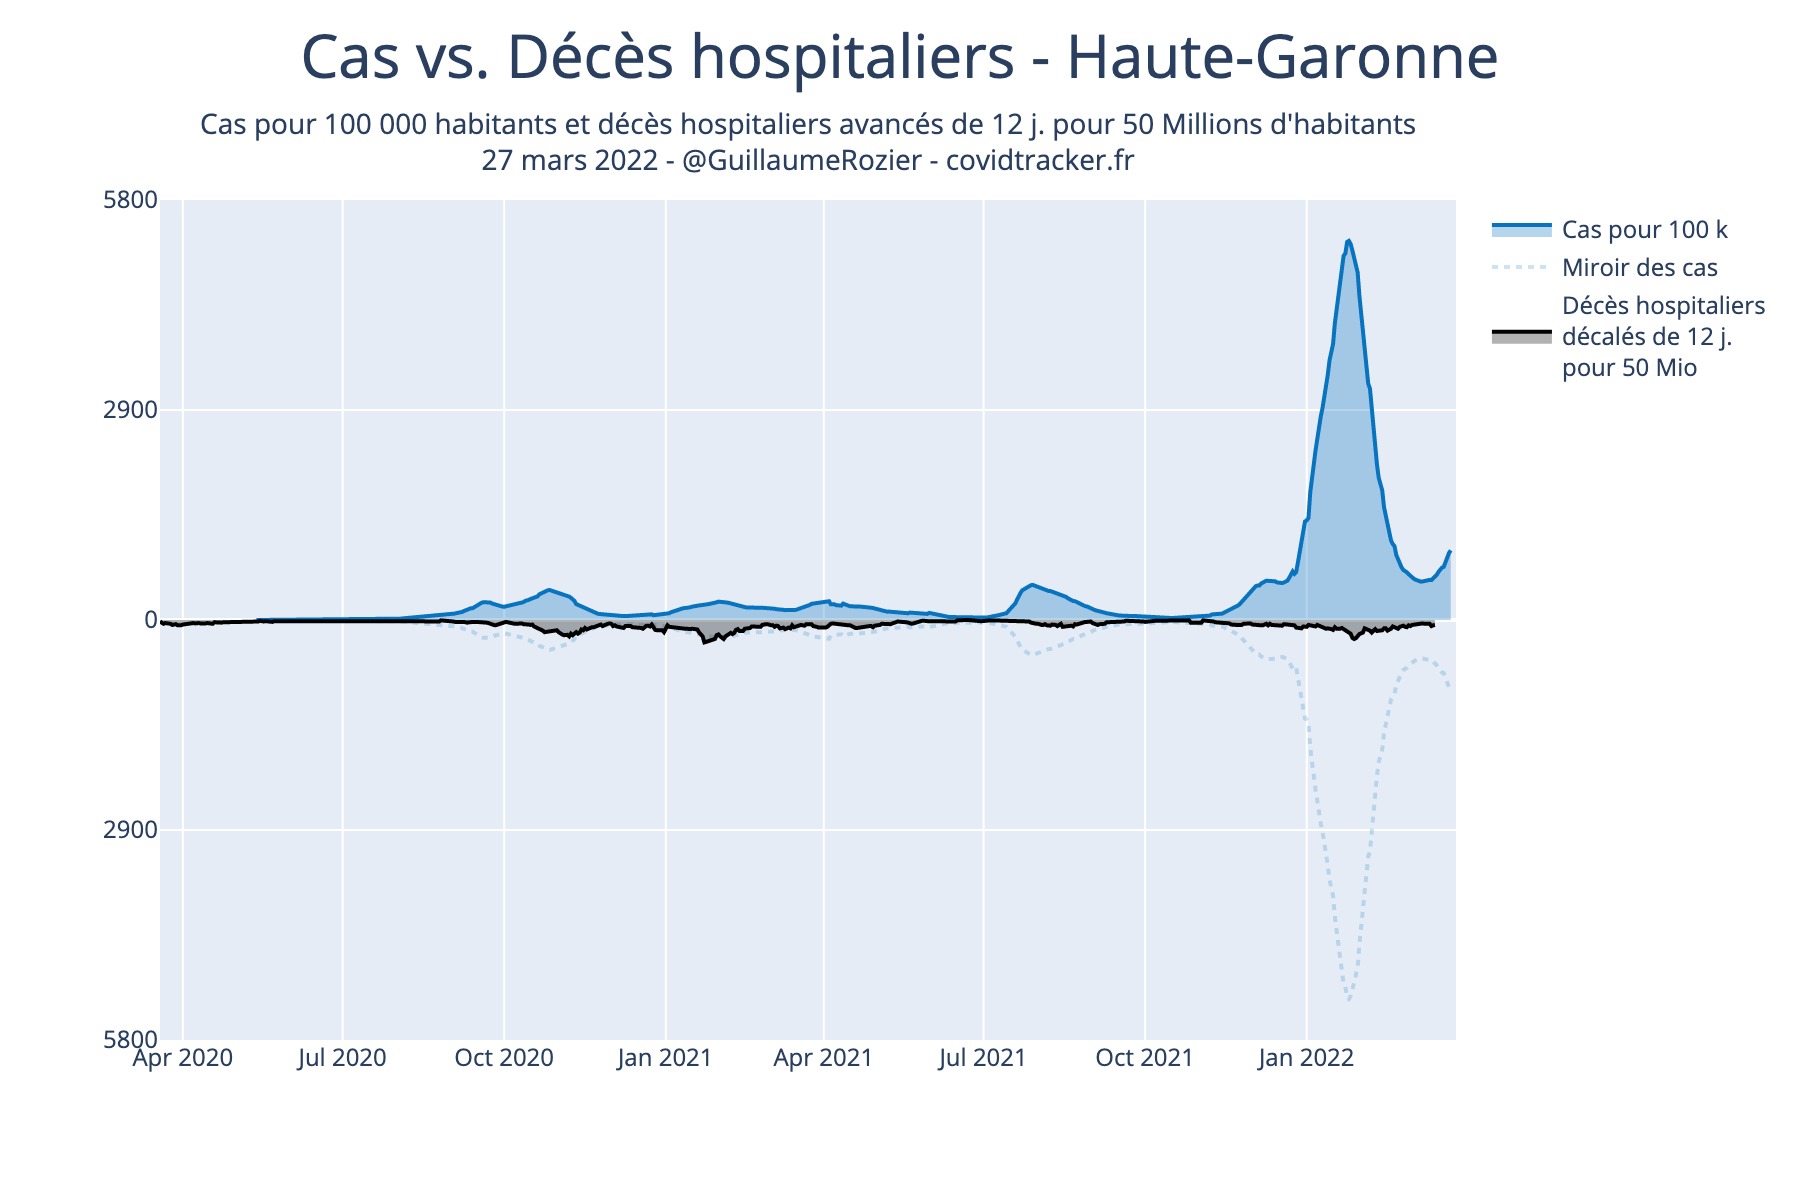 Cas vs. Décès hospitaliers - Haute-Garonne
Cas pour 100 000 habitants et décès hospitaliers avancés de 12 j. pour 50 Millions d'habitants
27 mars 2022 - @GuillaumeRozier - covidtracker.fr
5800
2900
0
2900
5800
Apr 2020
Jul 2020
Oct 2020
Jan 2021
Apr 2021
Jul 2021
Oct 2021
Jan 2022
Cas pour 100 k
Miroir des cas
Décès hospitaliers
décalés de 12 j.
pour 50 Mio